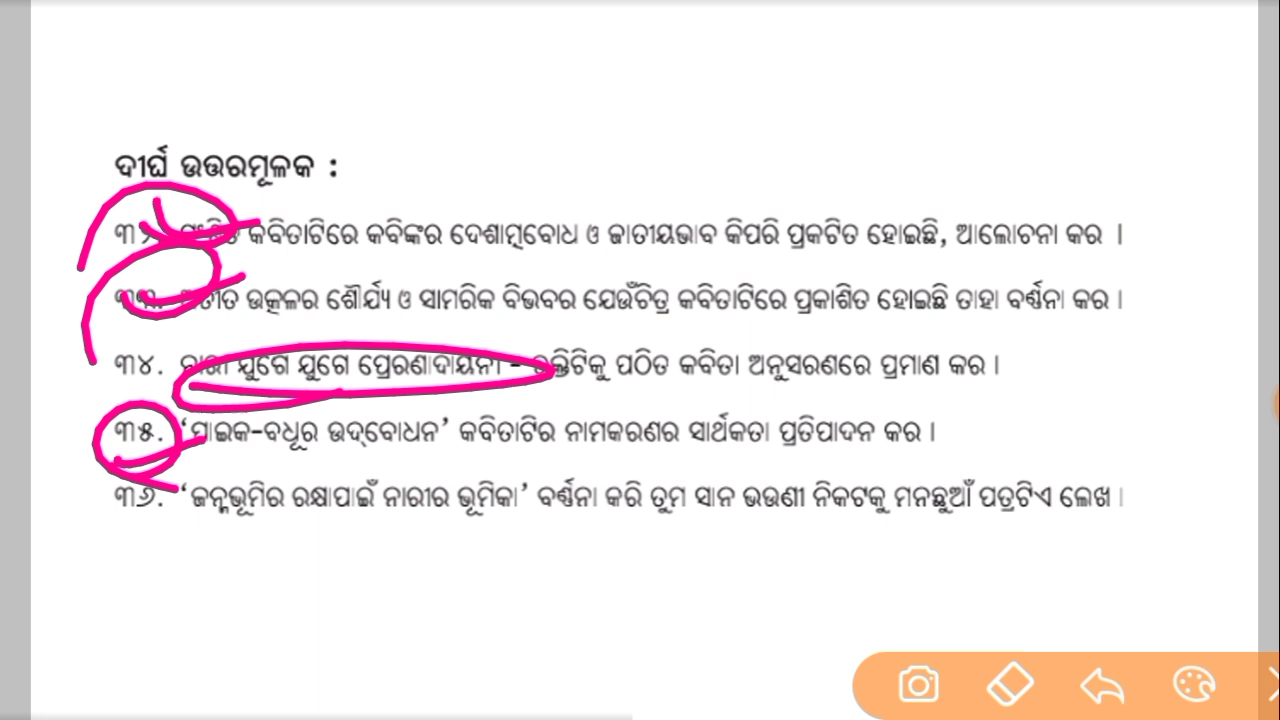 ଦୀର୍ଘ ଉତ୍ତରମୂଳକ :
କବିତାଟିରେ କବିଙ୍କର ଦେଶାତ୍ମବୋଧ ଓ ଜାତୀୟଭାବ କିପରି ପ୍ରକଟିତ ହୋଇଛି, ଆଲୋଚନା କର ।
ଅତୀତ ଉତ୍କଳର ଶୌର୍ଯ୍ୟ ଓ ସାମରିକ ବିଭବର ଯେଉଁଚିତ୍ର କବିତାଟିରେ ପ୍ରକାଶିତ ହୋଇଛି ତାହା ବର୍ଣ୍ଣନା କର ।
୩୪. ନାରୀ ଯୁଗେ ଯୁଗେ ପ୍ରେରଣାଦାୟିନୀ - ଉକ୍ତିଟିକୁ ପଠିତ କବିତା ଅନୁସରଣରେ ପ୍ରମାଣ କର ।
୩୫. ‘ପାଇକ-ବଧୂର ଉଦ୍‌ବୋଧନ’ କବିତାଟିର ନାମକରଣର ସାର୍ଥକତା ପ୍ରତିପାଦନ କର ।
୩୬. ‘ଜନ୍ମଭୂମିର ରକ୍ଷାପାଇଁ ନାରୀର ଭୂମିକା’ ବର୍ଣ୍ଣନା କରି ତୁମ ସାନ ଭଉଣୀ ନିକଟକୁ ମନଛୁଆଁ ପତ୍ରଟିଏ ଲେଖ ।